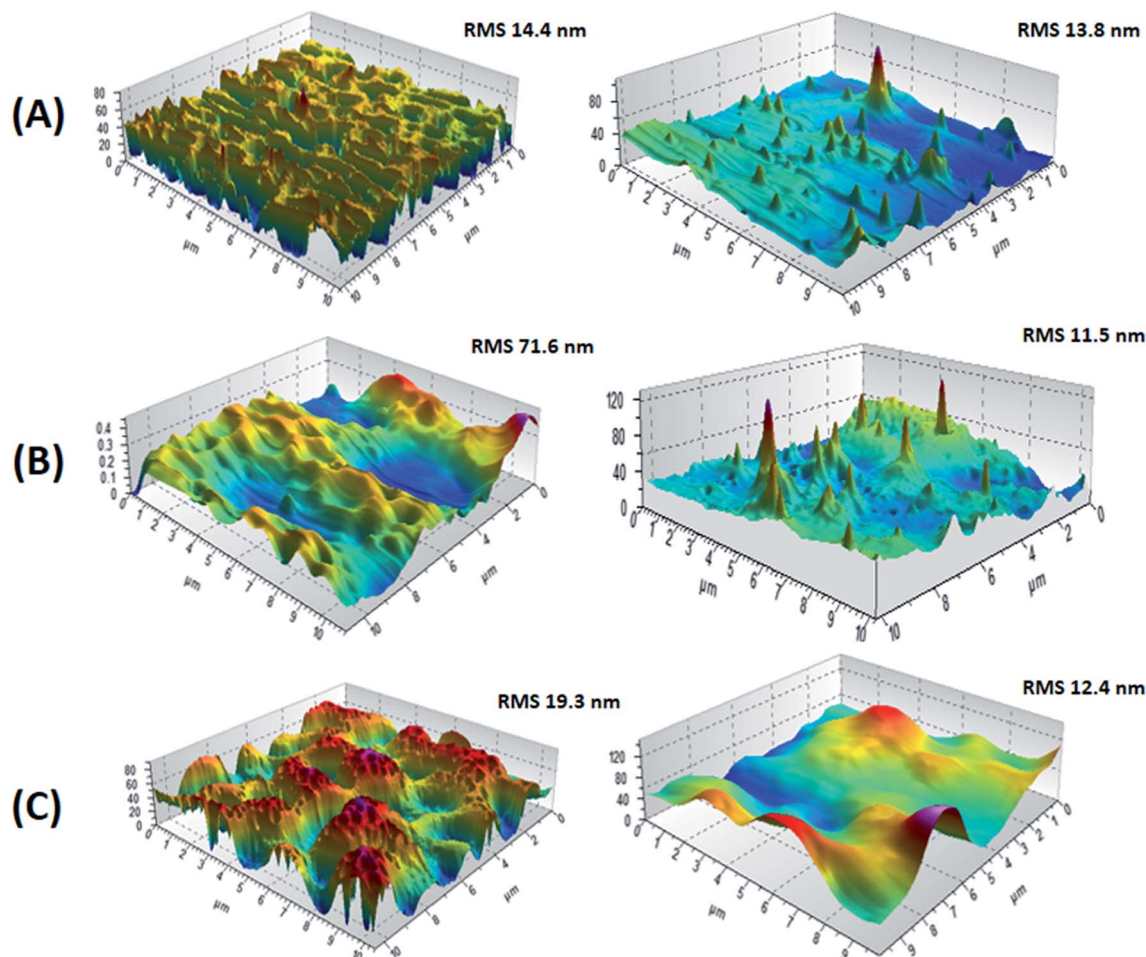 (A)
RMS 14.4 nm
80
60
40
20
0
0 1 2 3 4 5 6 7 8 9 10
µm
10 9 8 7 6 5 4 3 2 1 0
µm
RMS 13.8 nm
80
40
0
0 1 2 3 4 5 6 7 8 9 10
µm
10 9 8 7 6 5 4 3 2 1 0
µm
(B)
RMS 71.6 nm
0.4
0.3
0.2
0.1
0
0 1 2 3 4 5 6 7 8 9 10
µm
10 8 6 4 2 0
µm
RMS 11.5 nm
120
80
40
0
0 1 2 3 4 5 6 7 8 9 10
µm
10 8 6 4 2 0
µm
(C)
RMS 19.3 nm
80
60
40
20
0
0 1 2 3 4 5 6 7 8 9 10
µm
10 8 6 4 2 0
µm
RMS 12.4 nm
120
80
40
0
0 1 2 3 4 5 6 7 8 9
µm
9 8 7 6 5 4 3 2 1 0
µm